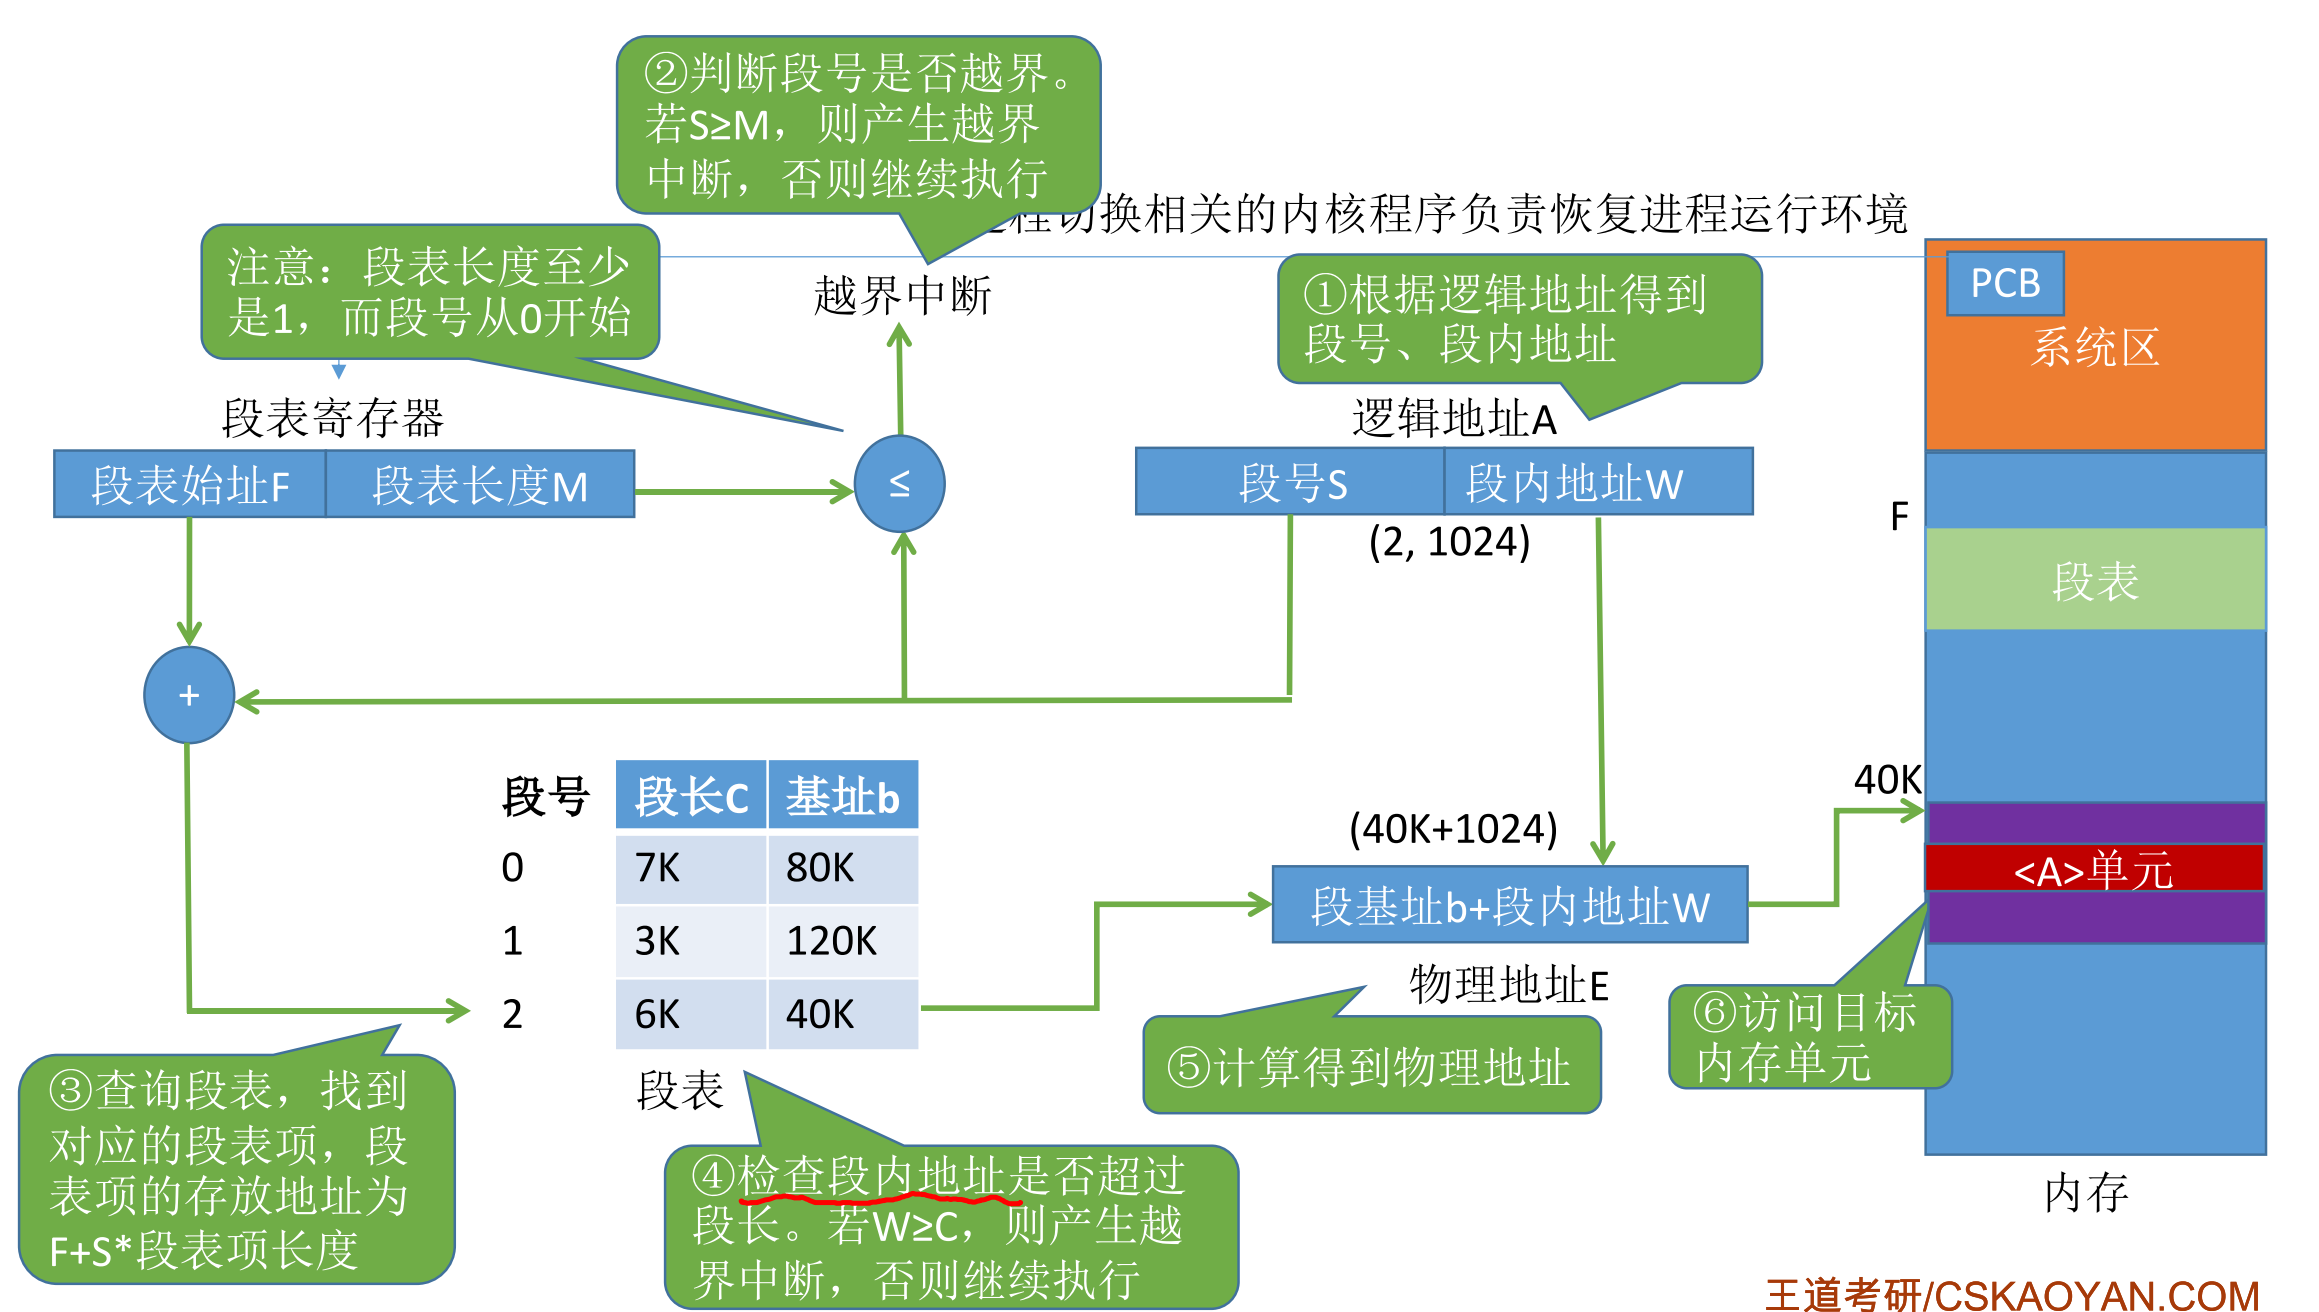 ②判断段号是否越界。
若S≥M，则产生越界
中断，否则继续执行
程切换相关的内核程序负责恢复进程运行环境
注意：段表长度至少
是1，而段号从0开始
越界中断
①根据逻辑地址得到
段号、段内地址
PCB
系统区
段表寄存器
段表始址F
段表长度M
≤
逻辑地址A
段号S
段内地址W
(2, 1024)
F
段表
+
段号
段长C
基址b
0
7K
80K
1
3K
120K
2
6K
40K
段表
(40K+1024)
段基址b+段内地址W
物理地址E
40K
<A>单元
③查询段表，找到
对应的段表项，段
表项的存放地址为
F+S*段表项长度
④检查段内地址是否超过
段长。若W≥C，则产生越
界中断，否则继续执行
⑤计算得到物理地址
⑥访问目标
内存单元
内存
王道考研/CSKAOYAN.COM